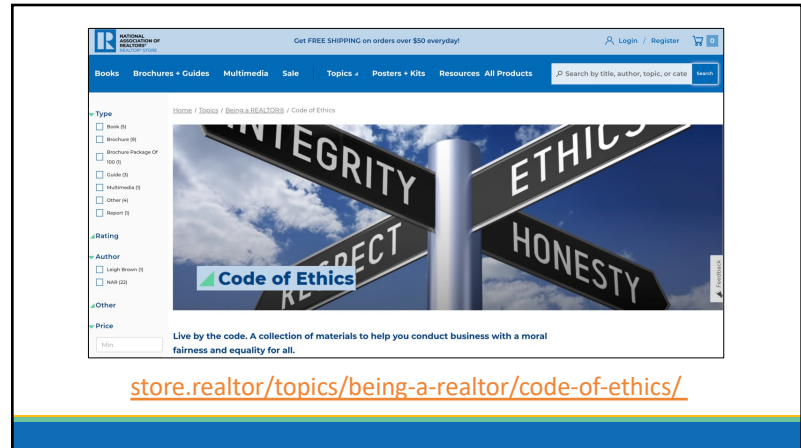 NATIONAL
ASSOCIATION OF
REALTORS®
REALTOR® STORE
Get FREE SHIPPING on orders over $50 everyday!
Login / Register
0
Books
Brochures + Guides
Multimedia
Sale
Topics
Posters + Kits
Resources
All Products
Search by title, author, topic, or cate
Search
Type
Book (5)
Brochure (9)
Brochure Package Of
100 (1)
Guide (3)
Multimedia (1)
Other (4)
Report (1)
Rating
Author
Leigh Brown (1)
NAR (22)
Other
Price
Min.
Home / Topics / Being a REALTOR® / Code of Ethics
INTEGRITY
ETHICS
RESPECT
HONESTY
Code of Ethics
Feedback
Live by the code. A collection of materials to help you conduct business with a moral
fairness and equality for all.
store.realtor/topics/being-a-realtor/code-of-ethics/